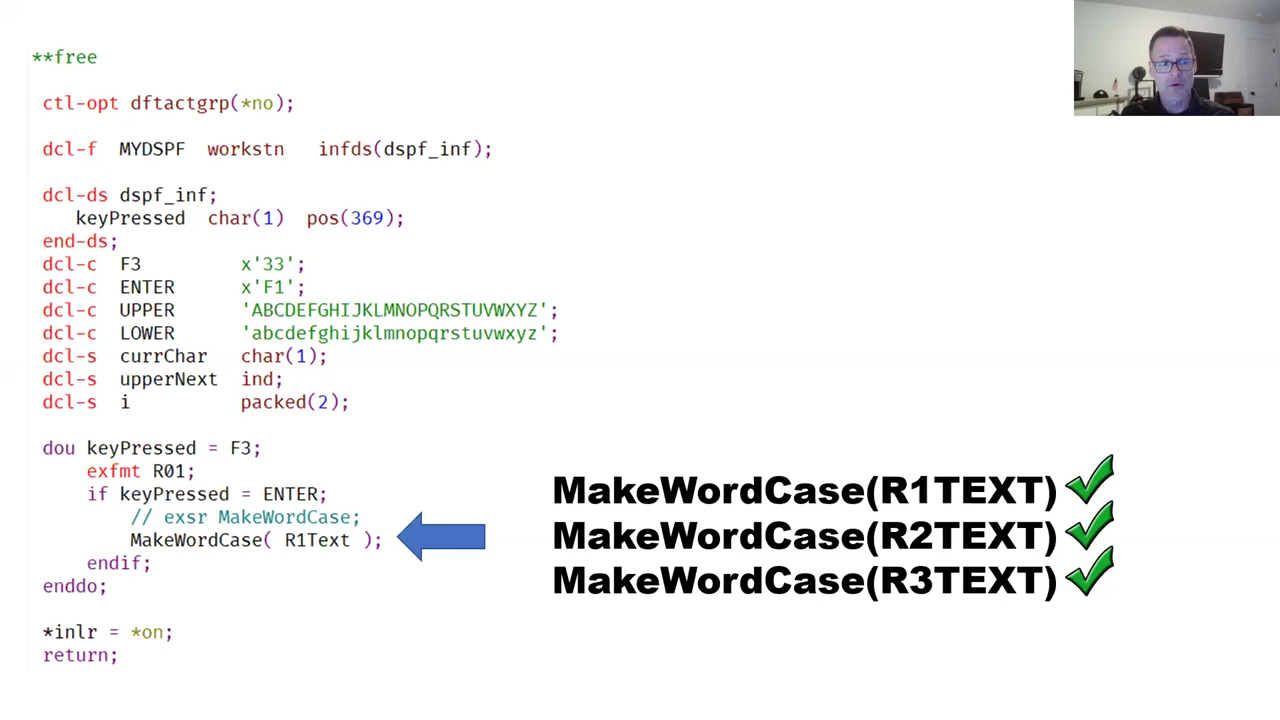 **free
ctl-opt dftactgrp(*no);
dcl-f MYDSPF workstn infds(dspf_inf);
dcl-ds dspf_inf;
keyPressed char(1) pos(369);
end-ds;
dcl-c F3 x'33';
dcl-c ENTER x'F1';
dcl-c UPPER 'ABCDEFGHIJKLMNOPQRSTUVWXYZ';
dcl-c LOWER 'abcdefghijklmnopqrstuvwxyz';
dcl-s currChar char(1);
dcl-s upperNext ind;
dcl-s i packed(2);
dou keyPressed = F3;
exfmt R01;
if keyPressed = ENTER;
// exsr MakeWordCase;
MakeWordCase( R1Text );
endif;
enddo;
*inlr = *on;
return;
MakeWordCase(R1TEXT)
MakeWordCase(R2TEXT)
MakeWordCase(R3TEXT)